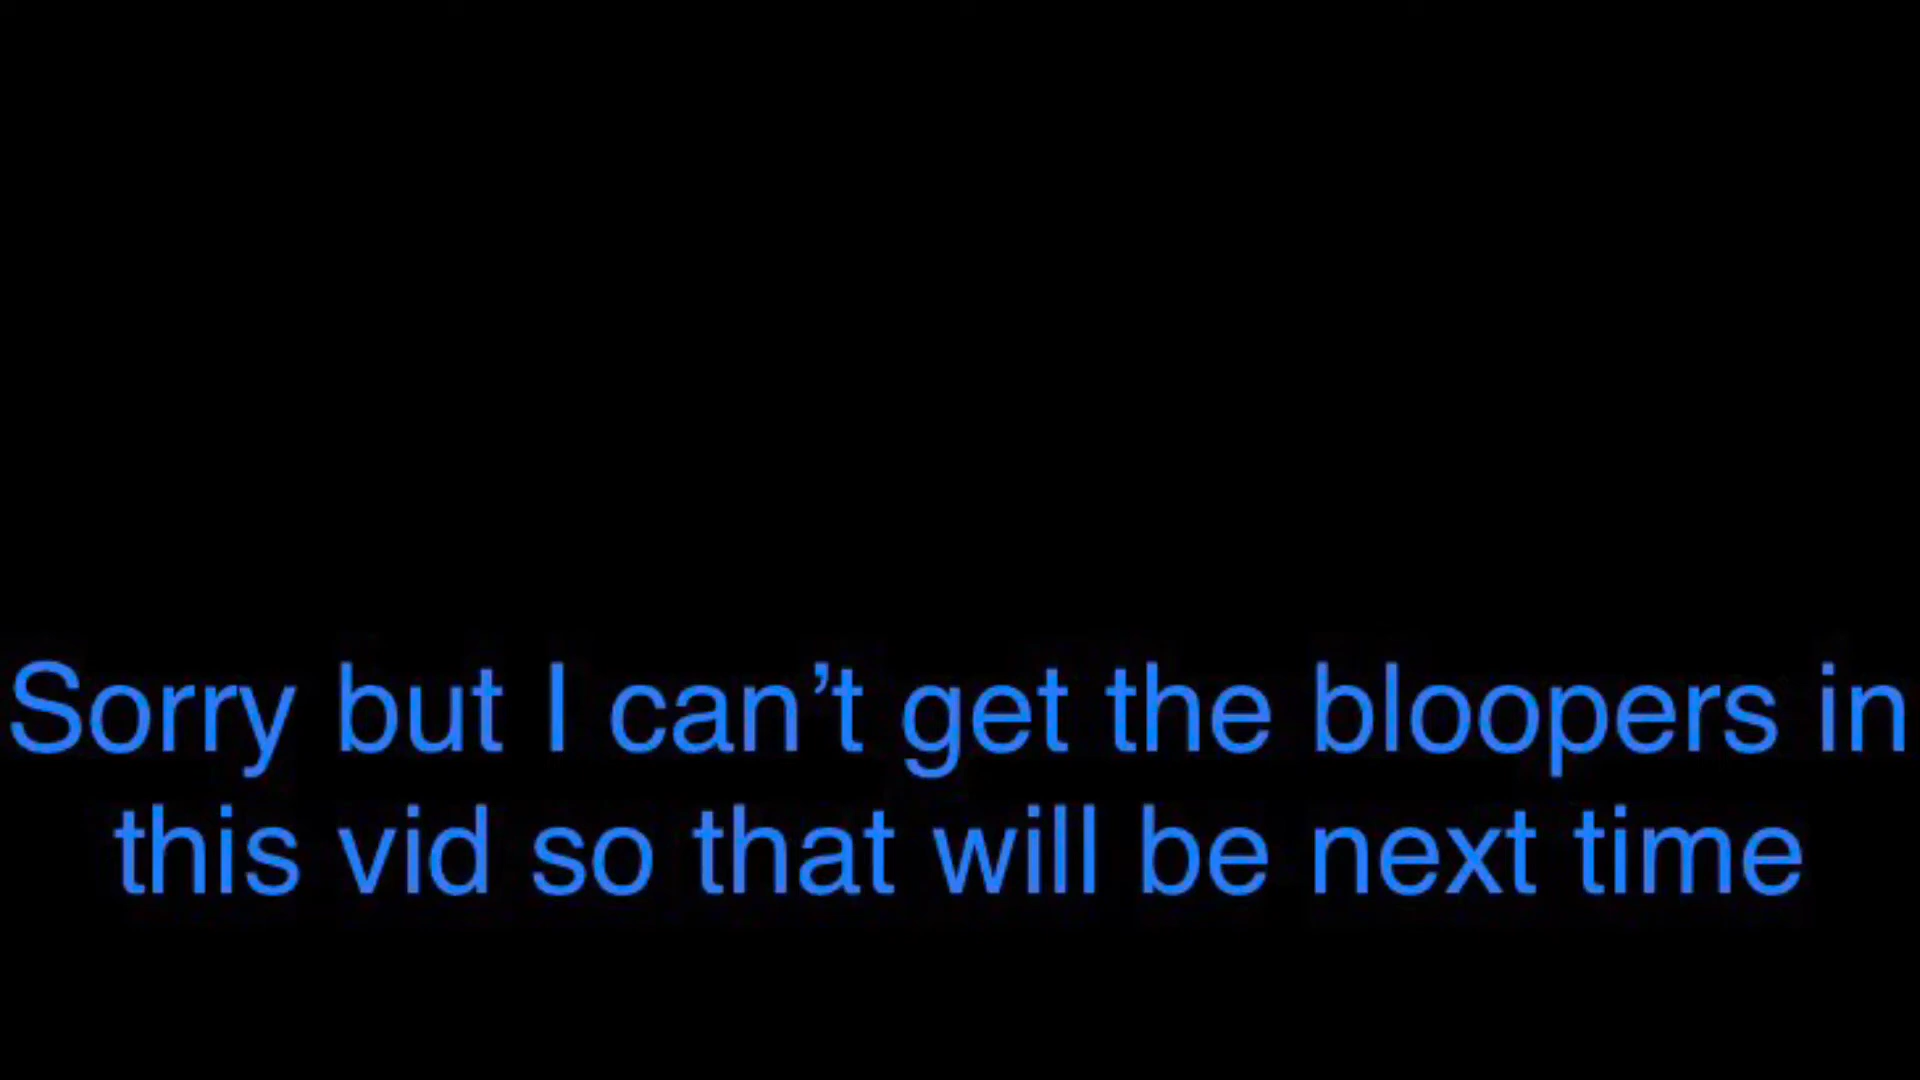 Sorry but I can’t get the bloopers in
this vid so that will be next time